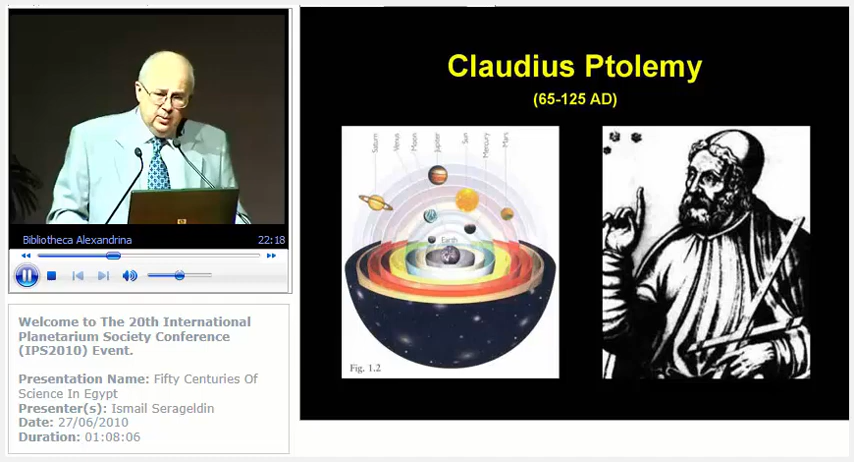 Claudius Ptolemy
(65-125 AD)
Saturn
Venus
Moon
Jupiter
Sun
Mercury
Mars
Earth
Fig. 1.2
Bibliotheca Alexandrina 22:18
Welcome to The 20th International
Planetarium Society Conference
(IPS2010) Event.
Presentation Name: Fifty Centuries Of
Science In Egypt
Presenter(s): Ismail Serageldin
Date: 27/06/2010
Duration: 01:08:06